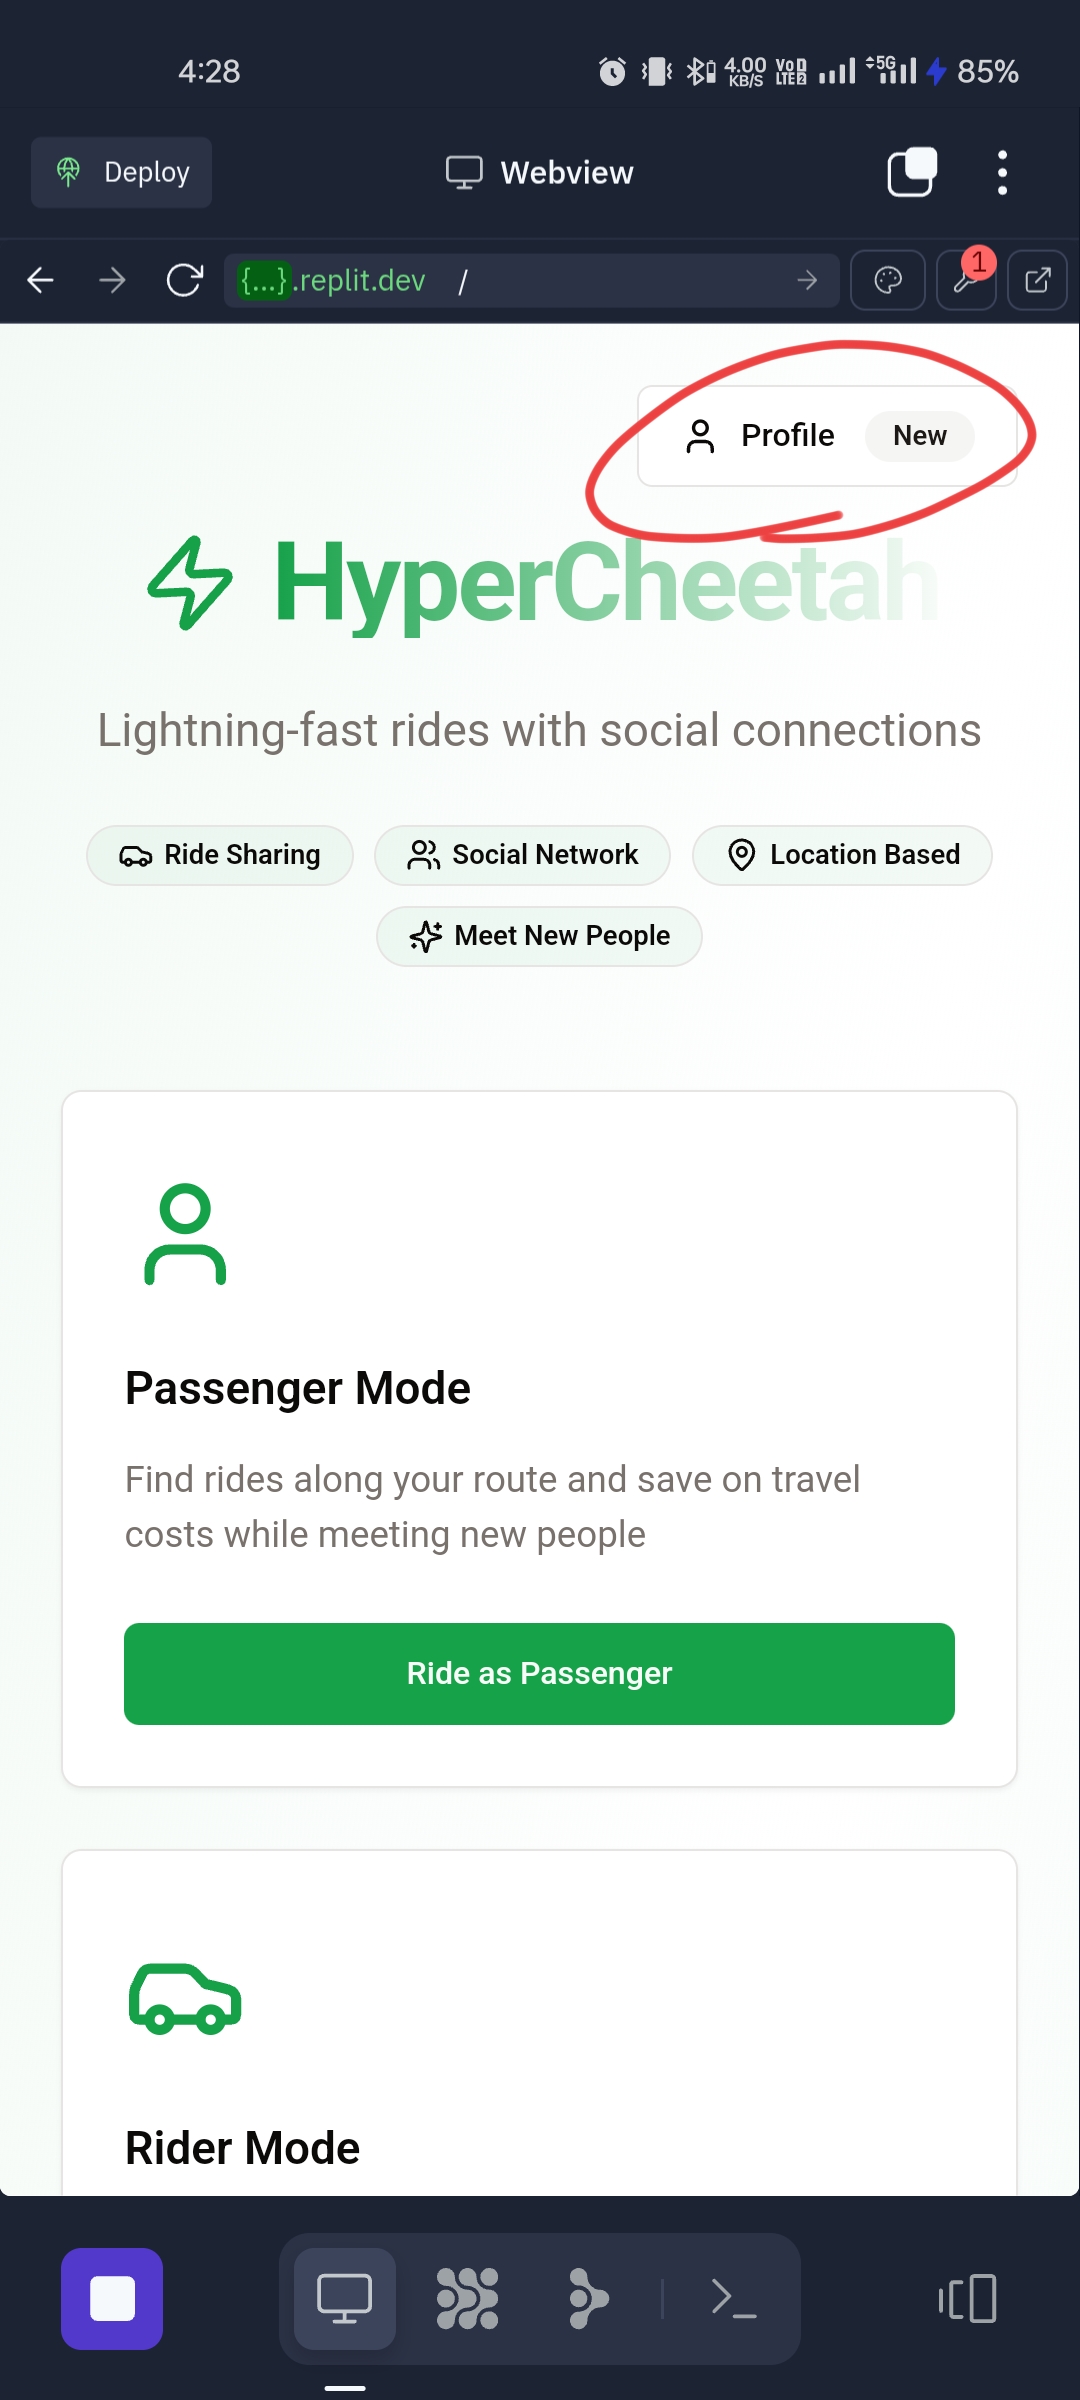 4:28
4.00 KB/S
VoD LTE2
5G
85%
Deploy
Webview
{...}.replit.dev /
1
Profile New
HyperCheetah
Lightning-fast rides with social connections
Ride Sharing
Social Network
Location Based
Meet New People
Passenger Mode
Find rides along your route and save on travel
costs while meeting new people
Ride as Passenger
Rider Mode